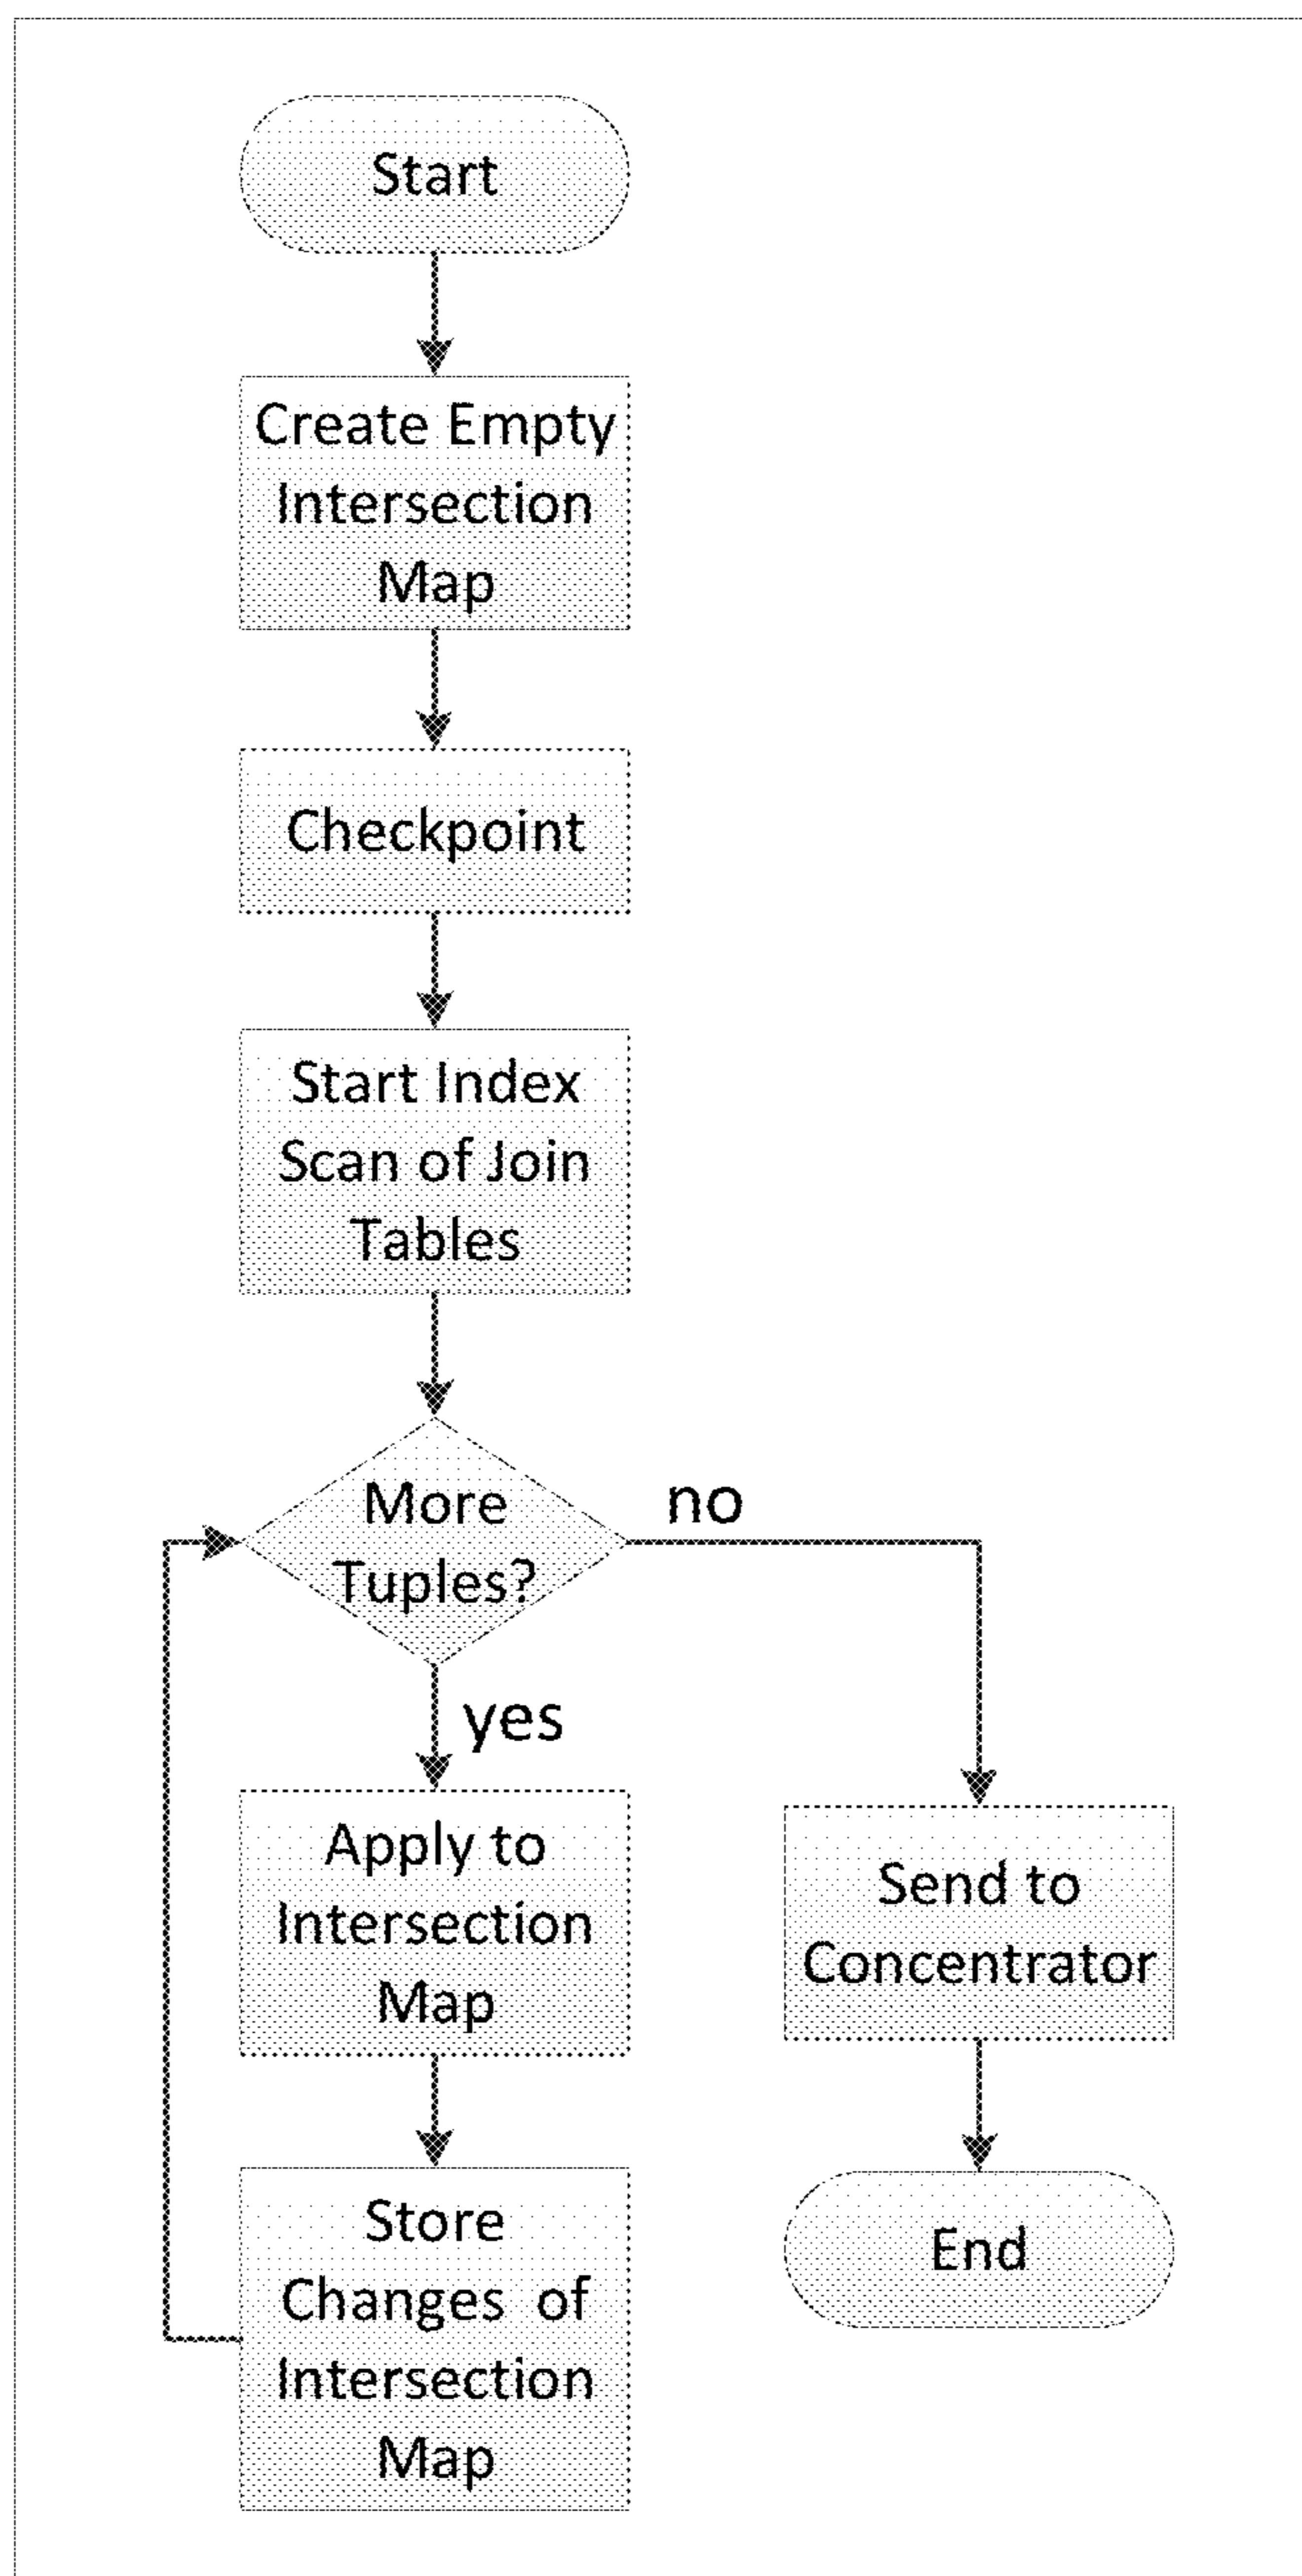 Start
Create Empty
Intersection
Map
Checkpoint
Start Index
Scan of Join
Tables
More
Tuples?
no
yes
Apply to
Intersection
Map
Send to
Concentrator
Store
Changes of
Intersection
Map
End